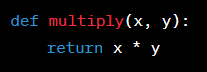 def multiply(x, y):
    return x * y